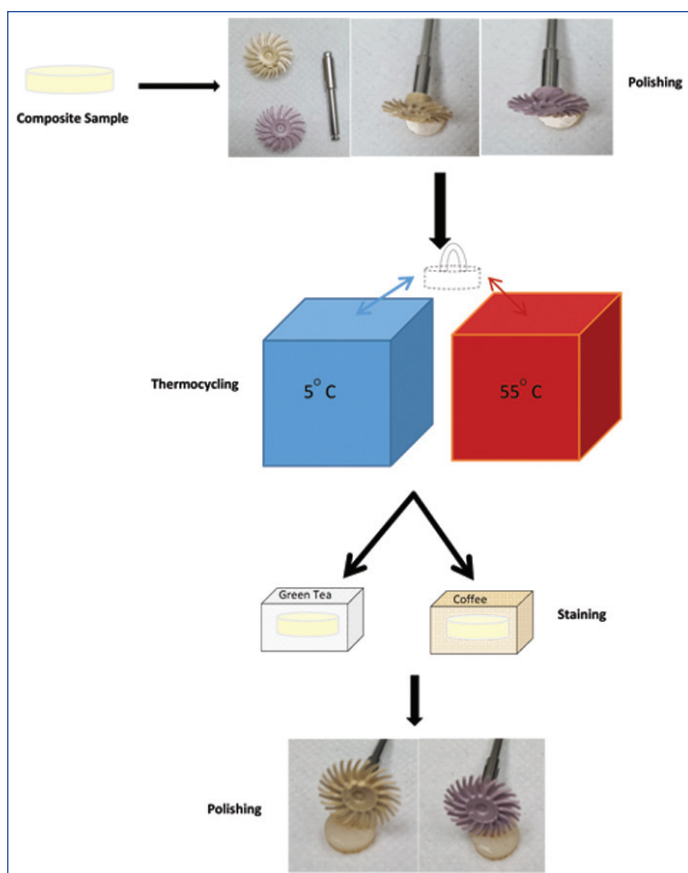 Polishing
Composite Sample
Thermocycling
5° C
55° C
Green Tea
Coffee
Staining
Polishing